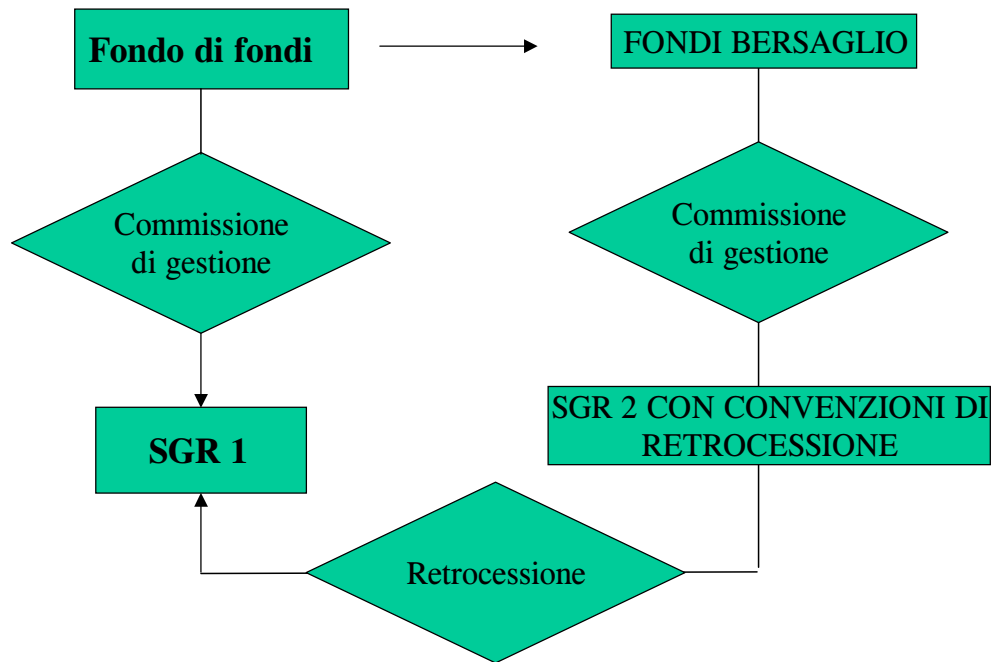 Fondo di fondi
FONDI BERSAGLIO
Commissione
di gestione
Commissione
di gestione
SGR 1
SGR 2 CON CONVENZIONI DI
RETROCESSIONE
Retrocessione